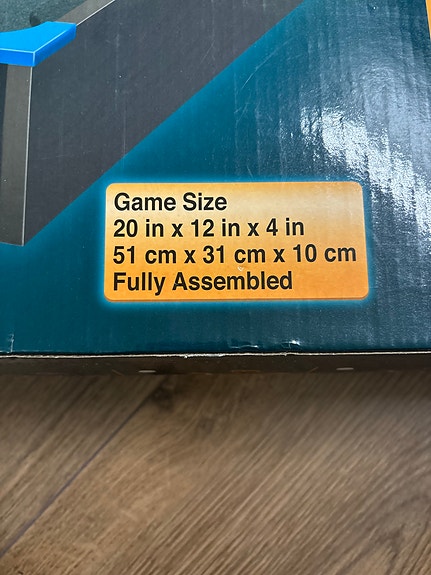 Game Size
20 in x 12 in x 4 in
51 cm x 31 cm x 10 cm
Fully Assembled